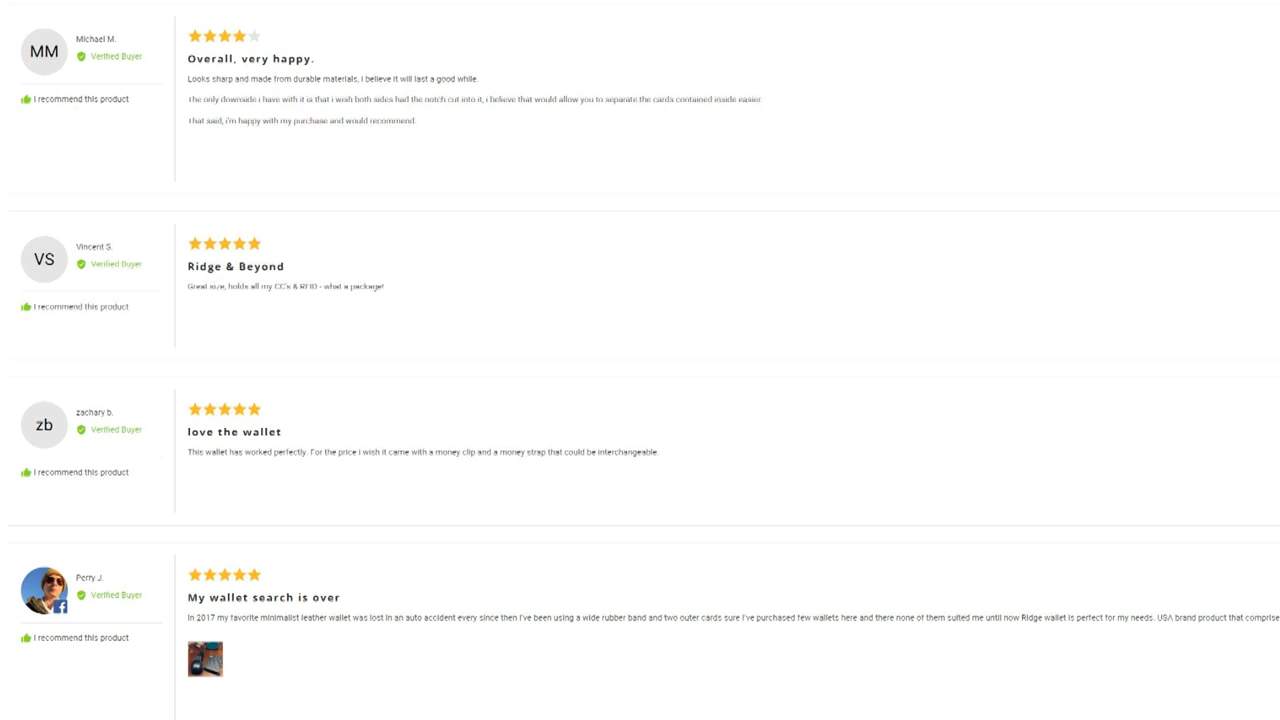 MM
Michael M.
Verified Buyer
I recommend this product
Overall, very happy.
Looks sharp and made from durable materials, i believe it will last a good while.
The only downside i have with it is that i wish both sides had the notch cut into it, i believe that would allow you to separate the cards contained inside easier.
That said, i'm happy with my purchase and would recommend.
VS
Vincent S.
Verified Buyer
I recommend this product
Ridge & Beyond
Great size, holds all my CC's & RFID - what a package!
zb
zachary b.
Verified Buyer
I recommend this product
love the wallet
This wallet has worked perfectly. For the price i wish it came with a money clip and a money strap that could be interchangeable.
Perry J.
Verified Buyer
I recommend this product
My wallet search is over
In 2017 my favorite minimalist leather wallet was lost in an auto accident every since then I've been using a wide rubber band and two outer cards sure I've purchased few wallets here and there none of them suited me until now Ridge wallet is perfect for my needs. USA brand product that comprise